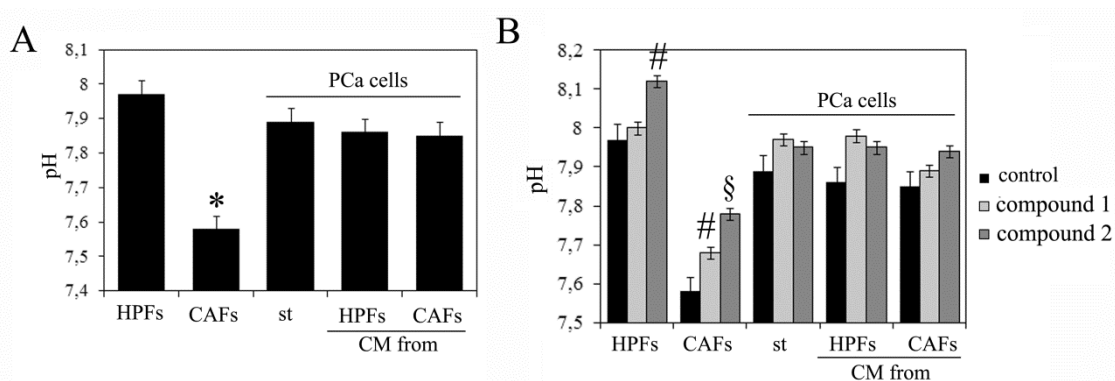 A
8,1
8
7,9
7,8
7,7
7,6
7,5
7,4
pH
PCa cells
*
HPFs CAFs st HPFs CAFs
CM from
B
8,2
8,1
8
7,9
7,8
7,7
7,6
7,5
pH
#
PCa cells
# §
HPFs CAFs st HPFs CAFs
CM from
control
compound 1
compound 2